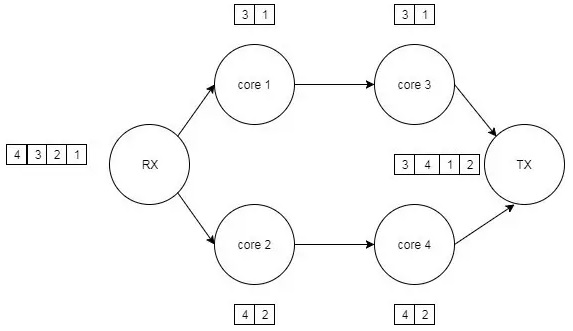 3 1
3 1
core 1
core 3
4 3 2 1
RX
3 4 1 2
TX
core 2
core 4
4 2
4 2